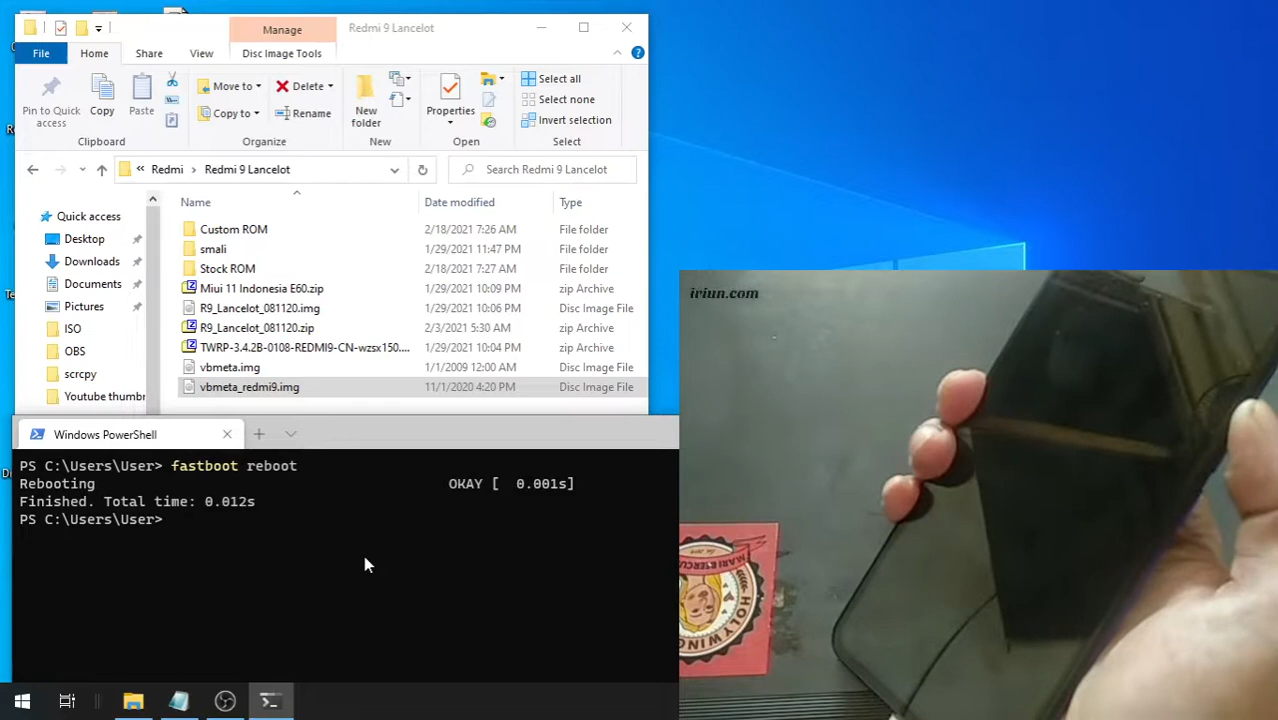 Manage
Redmi 9 Lancelot
File
Home
Share
View
Disc Image Tools
Pin to Quick access
Copy
Paste
Move to
Copy to
Delete
Rename
New folder
Properties
Select all
Select none
Invert selection
Clipboard
Organize
New
Open
Select
« Redmi › Redmi 9 Lancelot
Search Redmi 9 Lancelot
Name
Date modified
Type
Quick access
Desktop
Downloads
Documents
Pictures
ISO
OBS
scrcpy
Youtube thumb
Custom ROM 2/18/2021 7:26 AM File folder
smali 1/29/2021 11:47 PM File folder
Stock ROM 2/18/2021 7:27 AM File folder
Miui 11 Indonesia E60.zip 1/29/2021 10:09 PM zip Archive
R9_Lancelot_081120.img 1/29/2021 10:06 PM Disc Image File
R9_Lancelot_081120.zip 2/3/2021 5:30 AM zip Archive
TWRP-3.4.2B-0108-REDMI9-CN-wzsx150.... 1/29/2021 10:04 PM zip Archive
vbmeta.img 1/1/2009 12:00 AM Disc Image File
vbmeta_redmi9.img 11/1/2020 4:20 PM Disc Image File
Windows PowerShell
PS C:\Users\User> fastboot reboot
Rebooting OKAY [ 0.001s]
Finished. Total time: 0.012s
PS C:\Users\User>
iriun.com
HOLYWING